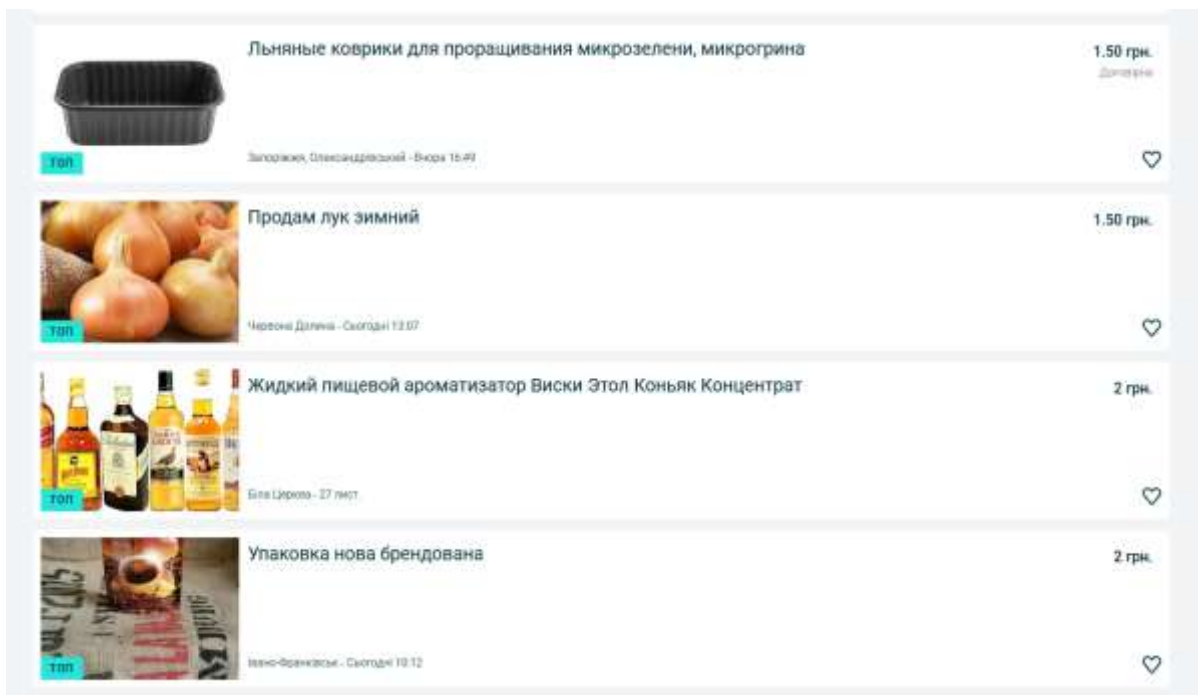 Льняные коврики для проращивания микрозелени, микрогрина
1.50 грн.
Договірна
ТОП
Запоріжжя, Олександрівський - Вчора 16:49
Продам лук зимний
1.50 грн.
ТОП
Червона Долина - Сьогодні 13:07
Жидкий пищевой ароматизатор Виски Этол Коньяк Концентрат
2 грн.
ТОП
Біла Церква - 27 лист.
Упаковка нова брендована
2 грн.
ТОП
Івано-Франківськ - Сьогодні 10:12